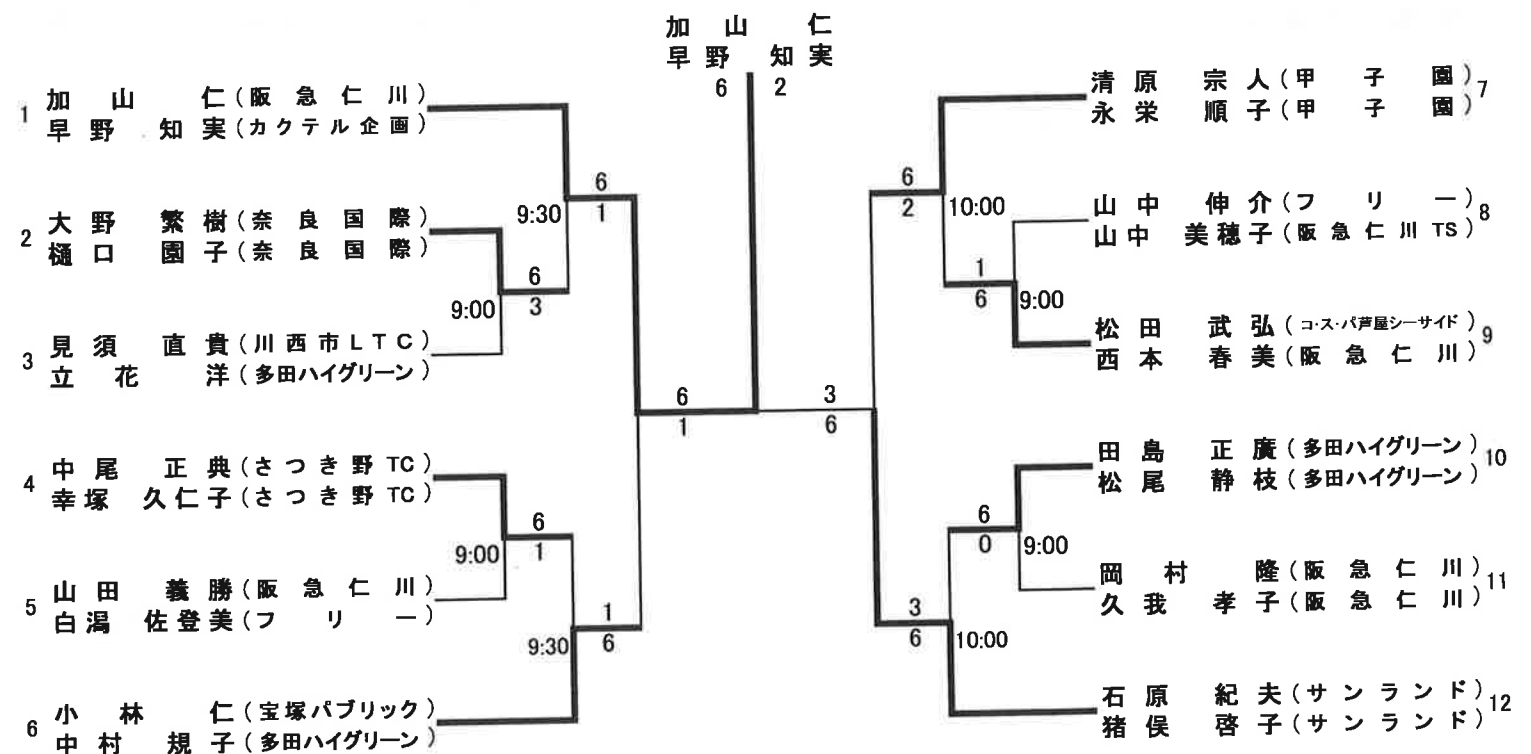 加山 仁
早野 知実
6 2
1 加山 仁(阪急仁川)
早野 知実(カクテル企画)
6
9:30 1
2 大野 繁樹(奈良国際)
樋口 園子(奈良国際)
6
9:00 3
3 見須 直貴(川西市LTC)
立花 洋(多田ハイグリーン)
6
1
4 中尾 正典(さつき野TC)
幸塚 久仁子(さつき野TC)
6
9:00 1
5 山田 義勝(阪急仁川)
白潟 佐登美(フリー)
1
9:30 6
6 小林 仁(宝塚パブリック)
中村 規子(多田ハイグリーン)
清原 宗人(甲子園) 7
永栄 順子(甲子園)
6
2 10:00
山中 伸介(フリー) 8
山中 美穂子(阪急仁川TS)
1
6 9:00
松田 武弘(コ・ス・パ芦屋シーサイド) 9
西本 春美(阪急仁川)
3
6
田島 正廣(多田ハイグリーン) 10
松尾 静枝(多田ハイグリーン)
6
0 9:00
岡村 隆(阪急仁川) 11
久我 孝子(阪急仁川)
3
6 10:00
石原 紀夫(サンランド) 12
猪俣 啓子(サンランド)